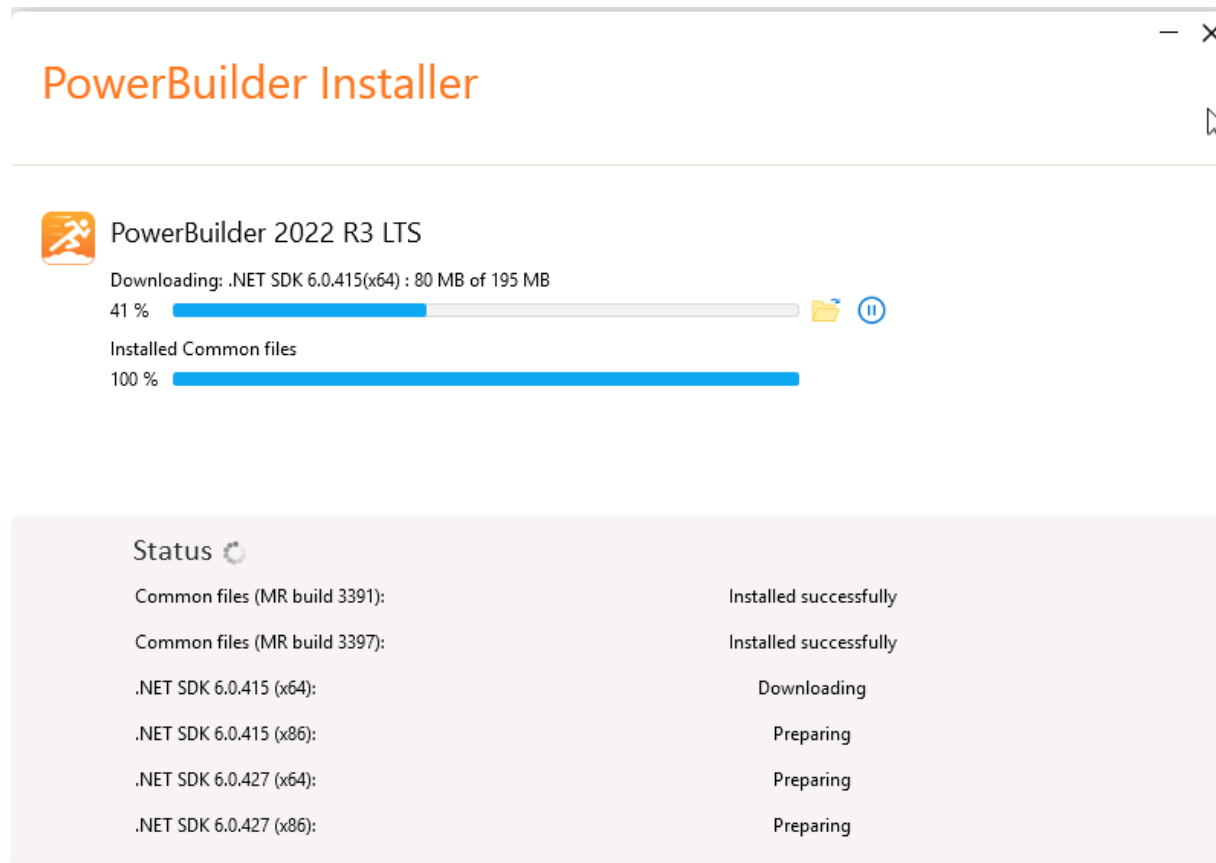 PowerBuilder Installer
PowerBuilder 2022 R3 LTS
Downloading: .NET SDK 6.0.415(x64) : 80 MB of 195 MB
41 %
Installed Common files
100 %
Status
Common files (MR build 3391): Installed successfully
Common files (MR build 3397): Installed successfully
.NET SDK 6.0.415 (x64): Downloading
.NET SDK 6.0.415 (x86): Preparing
.NET SDK 6.0.427 (x64): Preparing
.NET SDK 6.0.427 (x86): Preparing